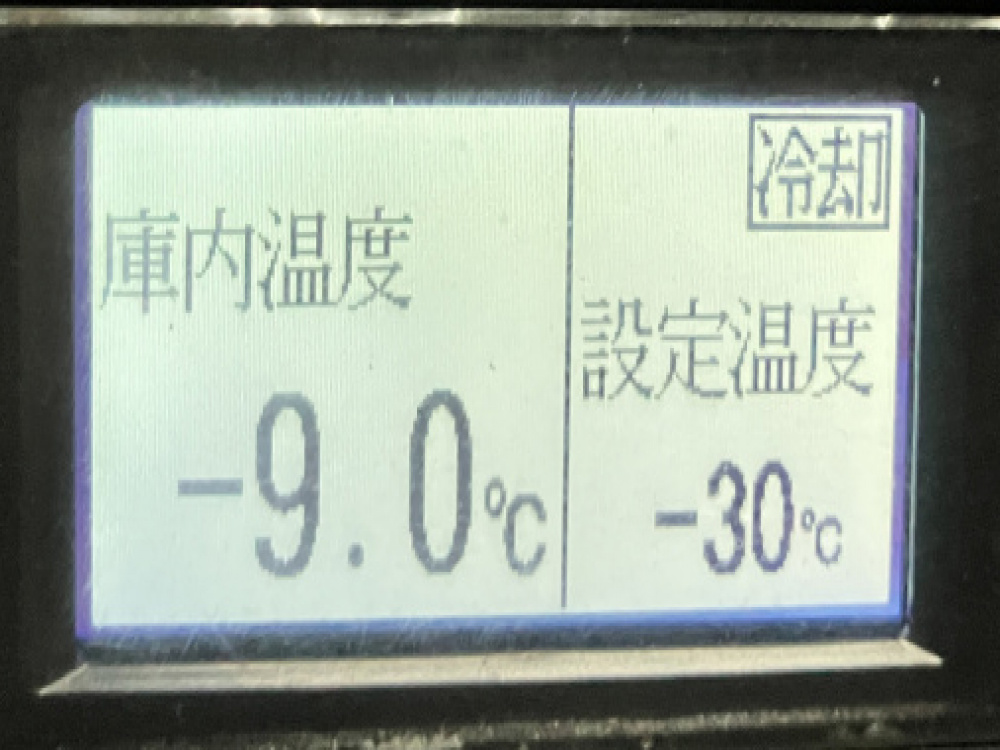 庫内温度
-9.0℃
冷却
設定温度
-30℃